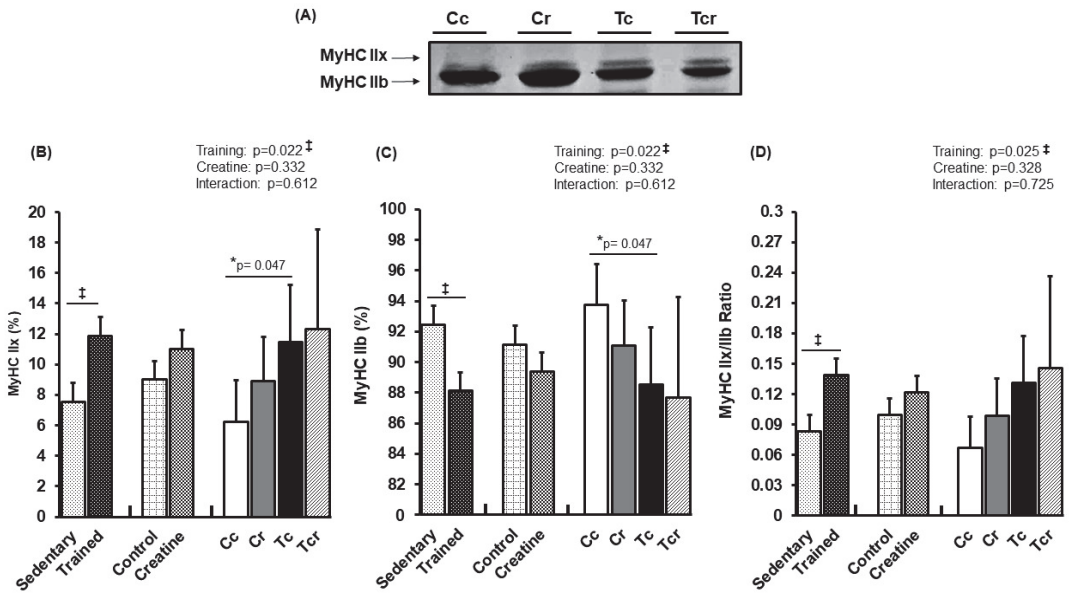 (A)
Cc Cr Tc Tcr
MyHC IIx
MyHC IIb
(B)
Training: p=0.022 ‡
Creatine: p=0.332
Interaction: p=0.612
MyHC IIx (%)
20
18
16
14
12
10
8
6
4
2
0
‡
*p= 0.047
Sedentary
Trained
Control
Creatine
Cc
Cr
Tc
Tcr
(C)
Training: p=0.022 ‡
Creatine: p=0.332
Interaction: p=0.612
MyHC IIb (%)
100
98
96
94
92
90
88
86
84
82
0
‡
*p= 0.047
Sedentary
Trained
Control
Creatine
Cc
Cr
Tc
Tcr
(D)
Training: p=0.025 ‡
Creatine: p=0.328
Interaction: p=0.725
MyHC IIx/IIb Ratio
0.3
0.27
0.24
0.21
0.18
0.15
0.12
0.09
0.06
0.03
0
‡
Sedentary
Trained
Control
Creatine
Cc
Cr
Tc
Tcr